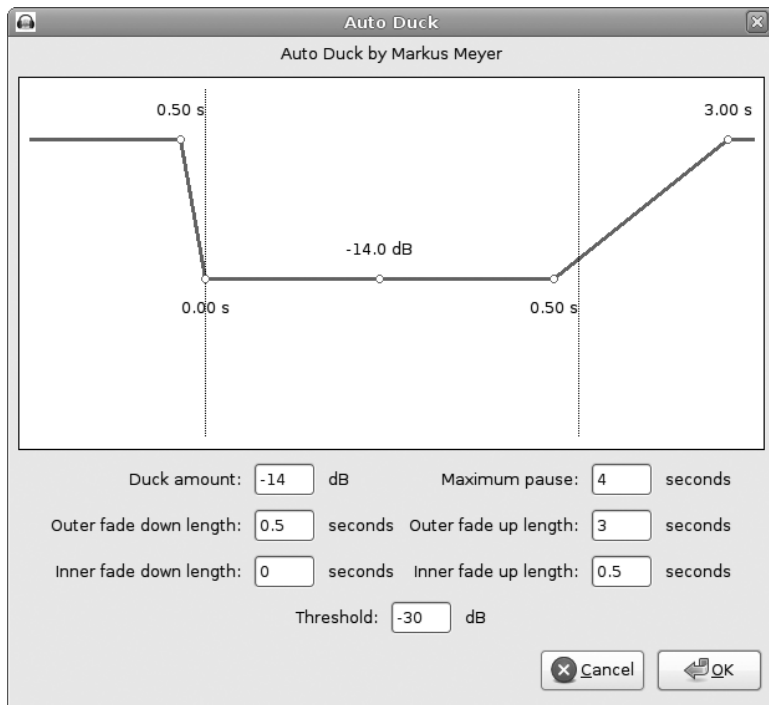 Auto Duck
Auto Duck by Markus Meyer
0.50 s
3.00 s
-14.0 dB
0.00 s
0.50 s
Duck amount: -14 dB Maximum pause: 4 seconds
Outer fade down length: 0.5 seconds Outer fade up length: 3 seconds
Inner fade down length: 0 seconds Inner fade up length: 0.5 seconds
Threshold: -30 dB
Cancel OK